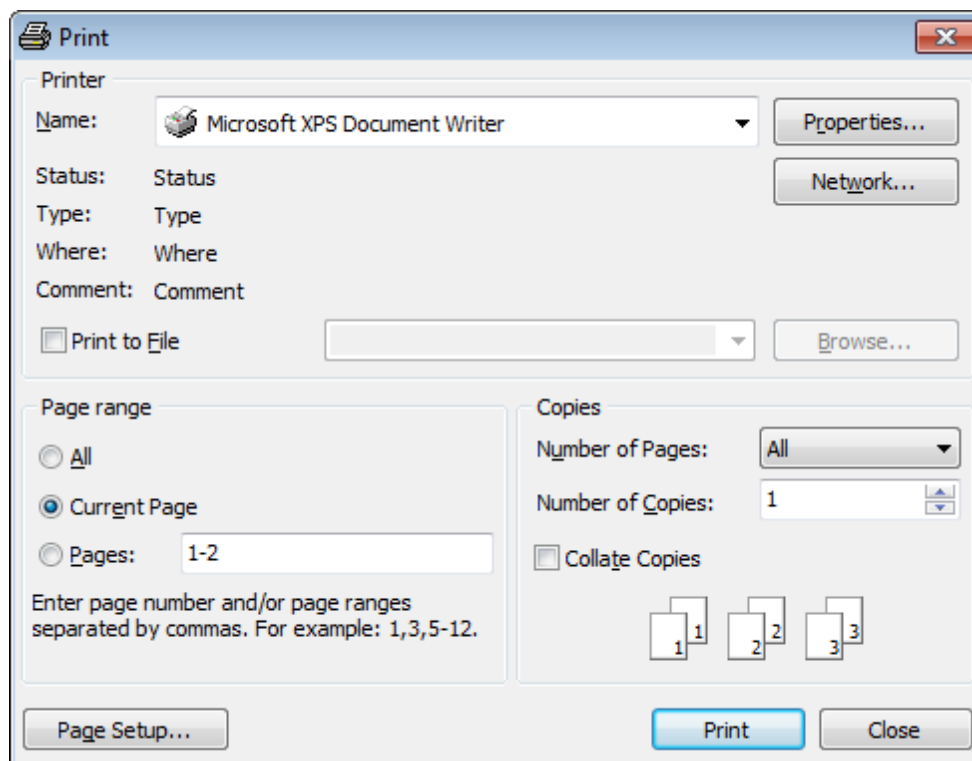 Print
Printer
Name: Microsoft XPS Document Writer Properties...
Status: Status Network...
Type: Type
Where: Where
Comment: Comment
Print to File Browse...
Page range
All
Current Page
Pages: 1-2
Enter page number and/or page ranges
separated by commas. For example: 1,3,5-12.
Copies
Number of Pages: All
Number of Copies: 1
Collate Copies
1 1 2 2 3 3
Page Setup... Print Close